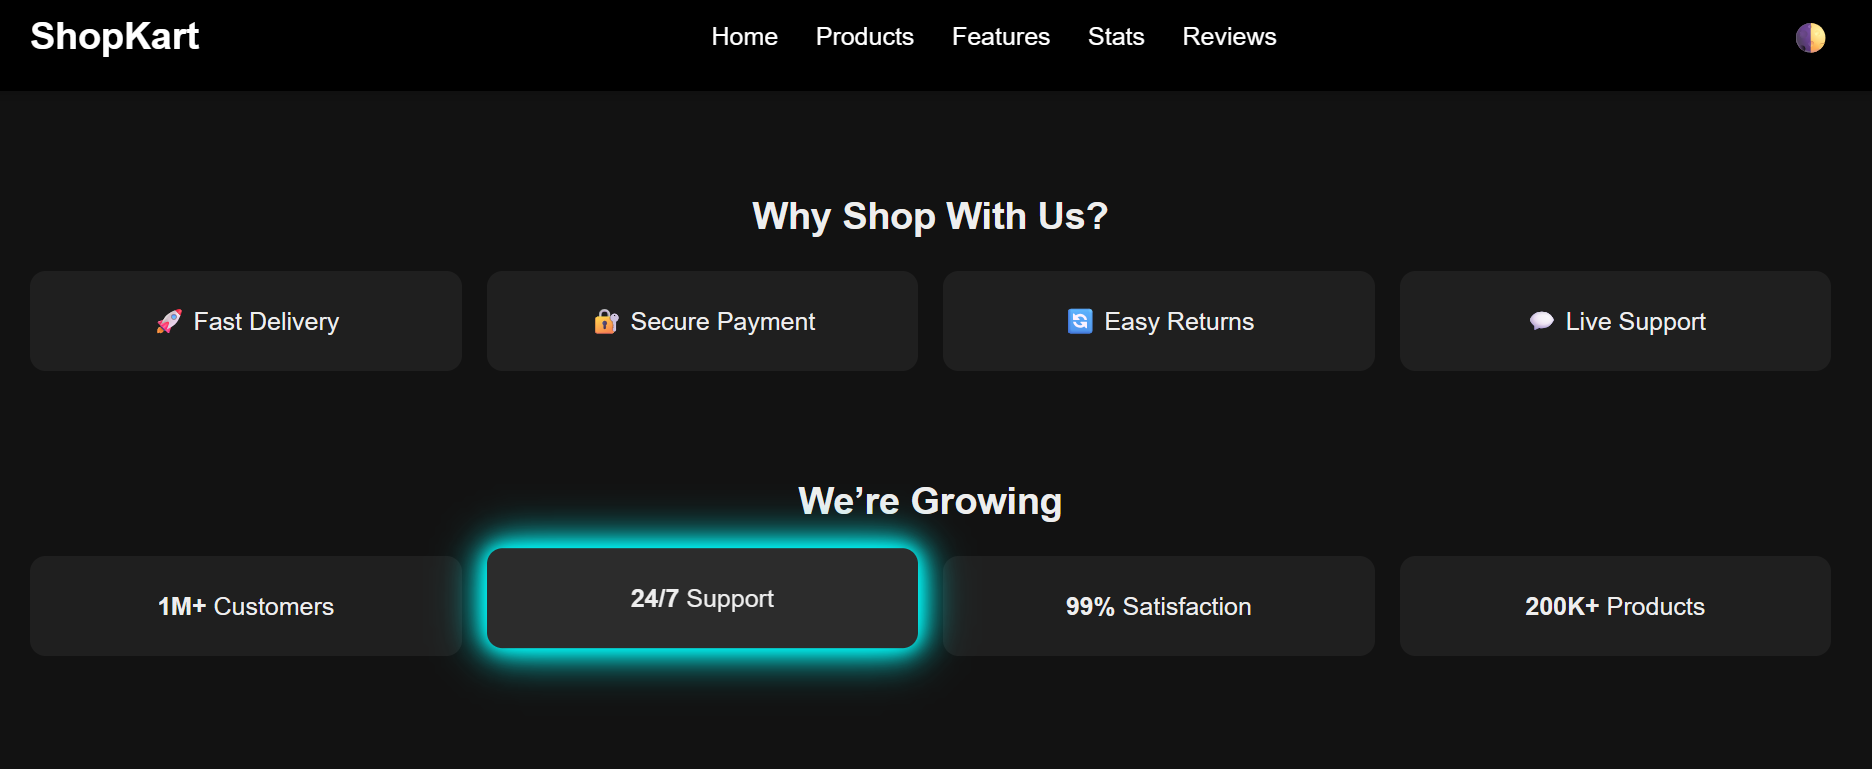 ShopKart
Home Products Features Stats Reviews
Why Shop With Us?
🚀 Fast Delivery
🔐 Secure Payment
🔄 Easy Returns
💬 Live Support
We’re Growing
1M+ Customers
24/7 Support
99% Satisfaction
200K+ Products